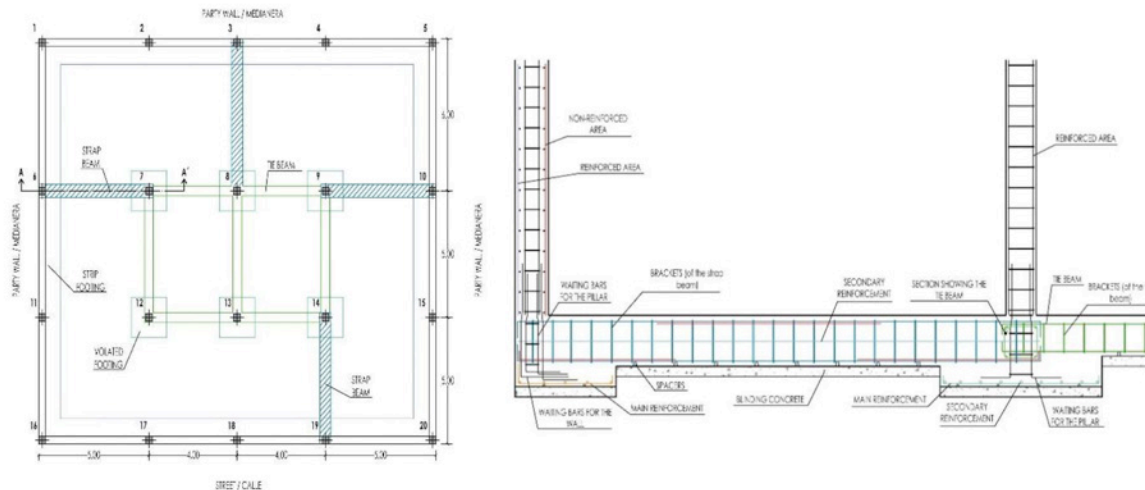 PARTY WALL / MEDIANERA
1 2 3 4 5
6,00
STRAP
BEAM
TIE BEAM
A A'
6 7 8 9 10
PARTY WALL / MEDIANERA
PARTY WALL / MEDIANERA
5,00
STRIP
FOOTING
11 12 13 14 15
VIOLATED
FOOTING
STRAP
BEAM
5,00
16 17 18 19 20
5,00 4,00 4,00 5,00
STREET / CALLE
NON-REINFORCED
AREA
REINFORCED AREA
REINFORCED AREA
WAITING BARS
FOR THE PILLAR
BRACKETS (of the strap
beam)
SECONDARY
REINFORCEMENT
SECTION SHOWING THE
TIE BEAM
TIE BEAM
BRACKETS (of the
beam)
SPACERS
WAITING BARS FOR THE
WALL
MAIN REINFORCEMENT
BLINDING CONCRETE
MAIN REINFORCEMENT
SECONDARY
REINFORCEMENT
WAITING BARS
FOR THE PILLAR